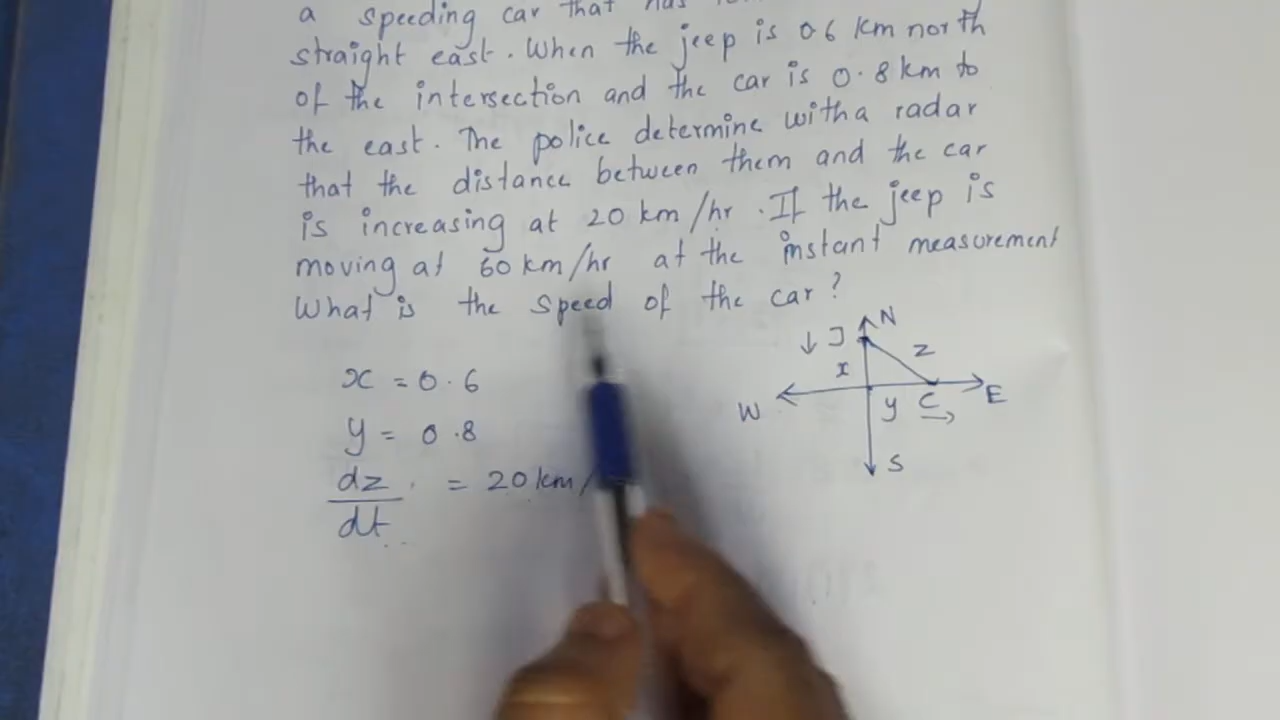 a speeding car that has
straight east. When the jeep is 0 6 km north
of the intersection and the car is 0.8 km to
the east. The police determine with a radar
that the distance between them and the car
is increasing at 20 km/hr. If the jeep is
moving at 60 km/hr at the instant measurement
What is the speed of the car?
x = 0.6
y = 0.8
dz/dt = 20 km/
N
↓ J
x
z
W
y
C
→
E
S